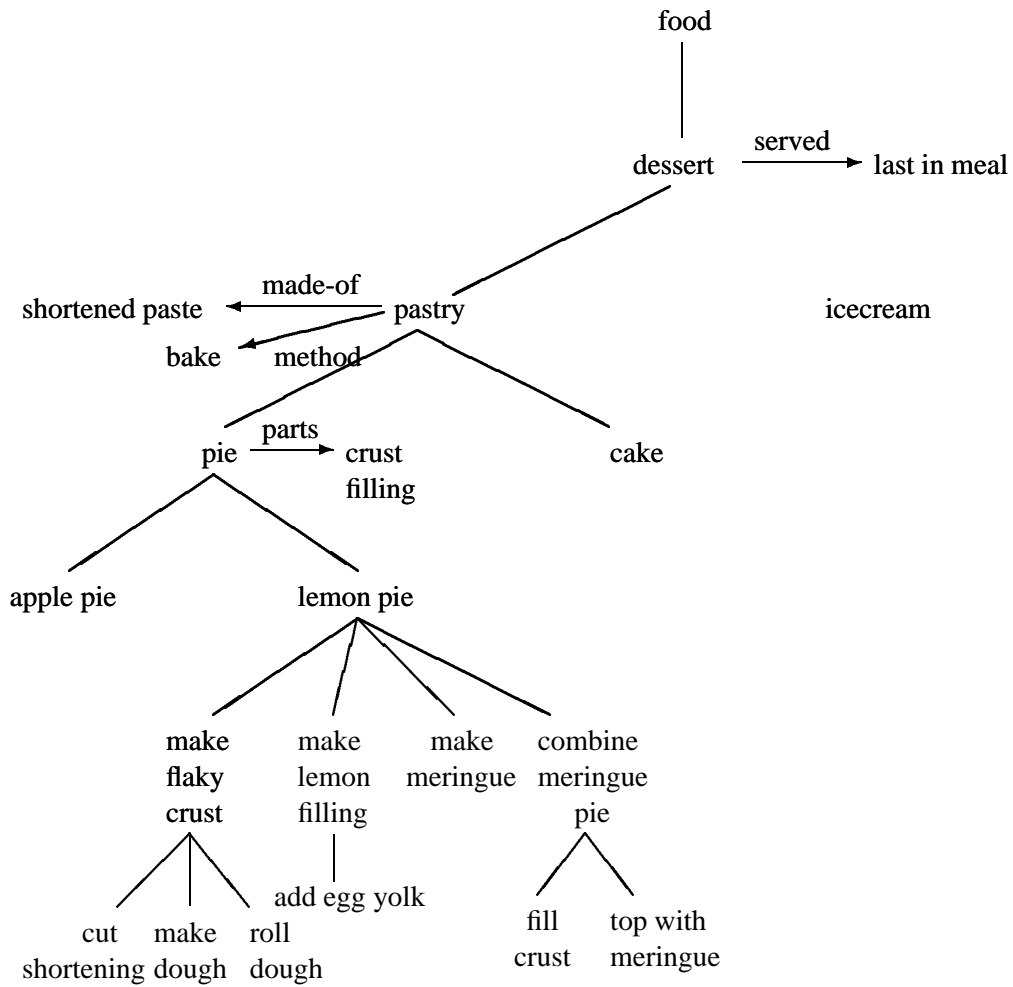 food
served
dessert last in meal
made-of
shortened paste pastry icecream
bake method
parts
pie crust cake
filling
apple pie lemon pie
make make make combine
flaky lemon meringue meringue
crust filling pie
add egg yolk
fill top with
cut make roll
crust meringue
shortening dough dough